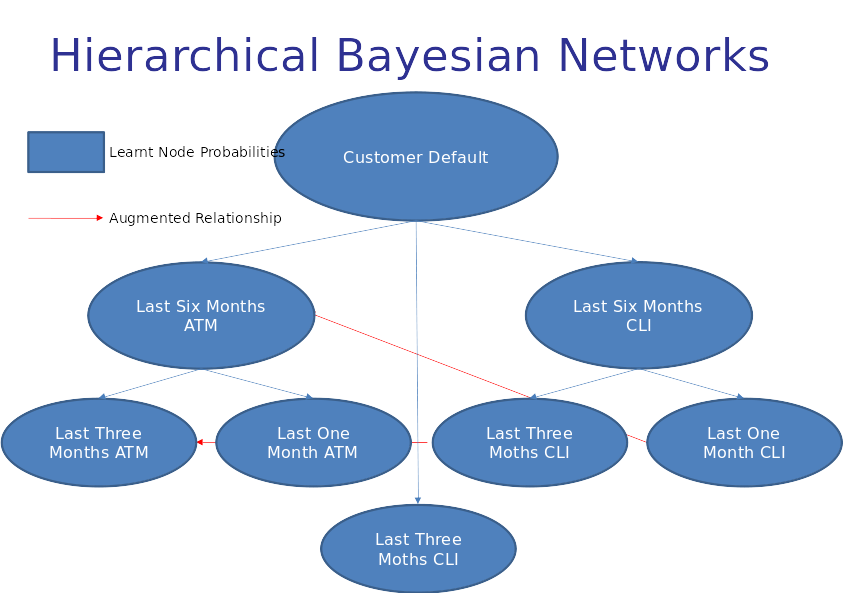 Hierarchical Bayesian Networks
Learnt Node Probabilities
Customer Default
Augmented Relationship
Last Six Months
ATM
Last Six Months
CLI
Last Three
Months ATM
Last One
Month ATM
Last Three
Moths CLI
Last One
Month CLI
Last Three
Moths CLI